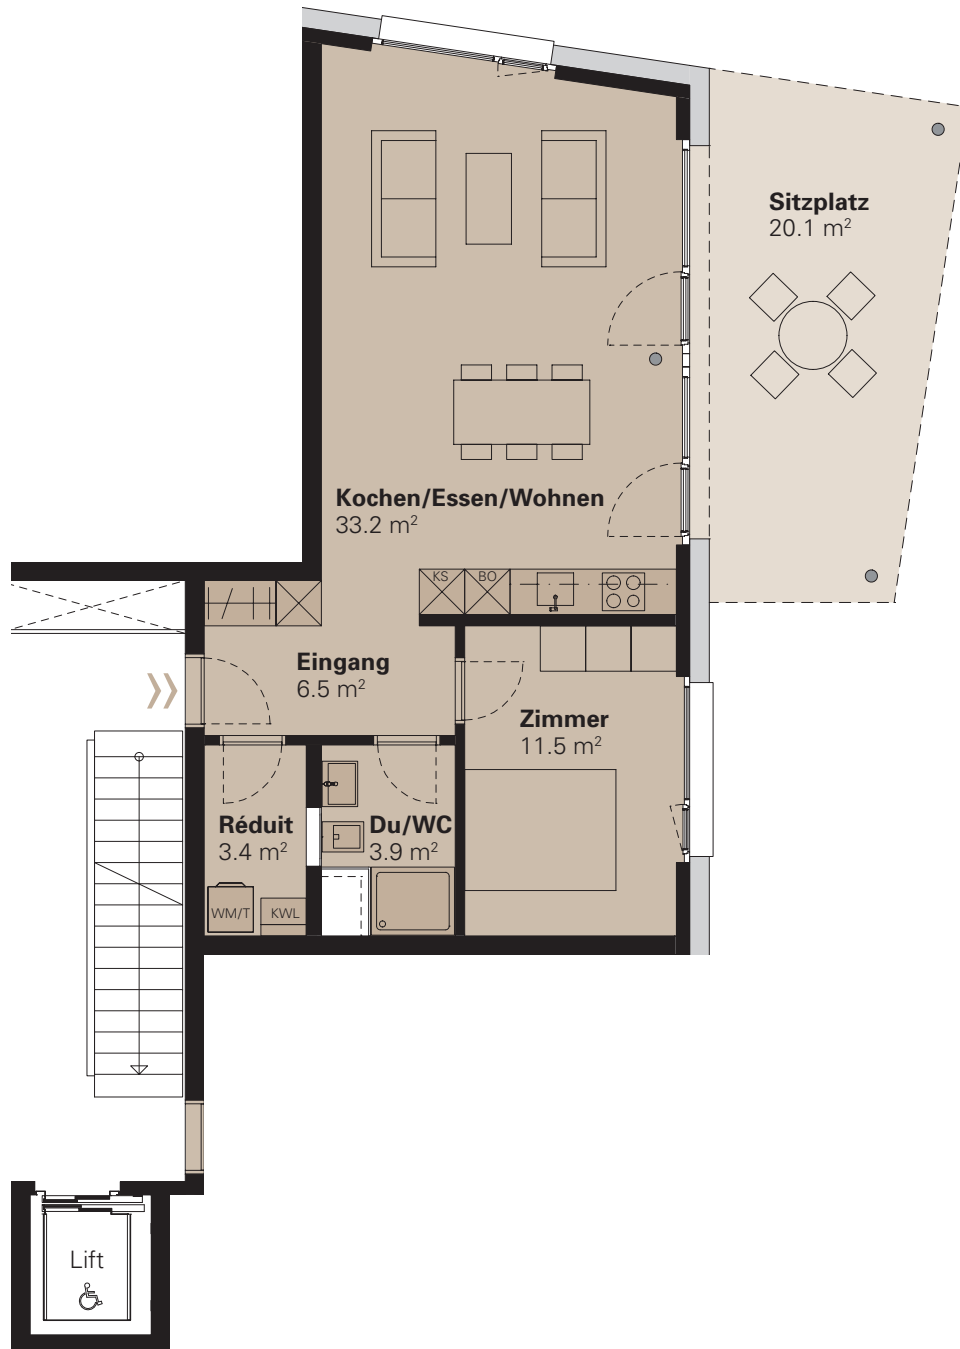 Sitzplatz
20.1 m²
Kochen/Essen/Wohnen
33.2 m²
KS BO
Eingang
6.5 m²
Zimmer
11.5 m²
Réduit
3.4 m²
Du/WC
3.9 m²
WM/T KWL
Lift